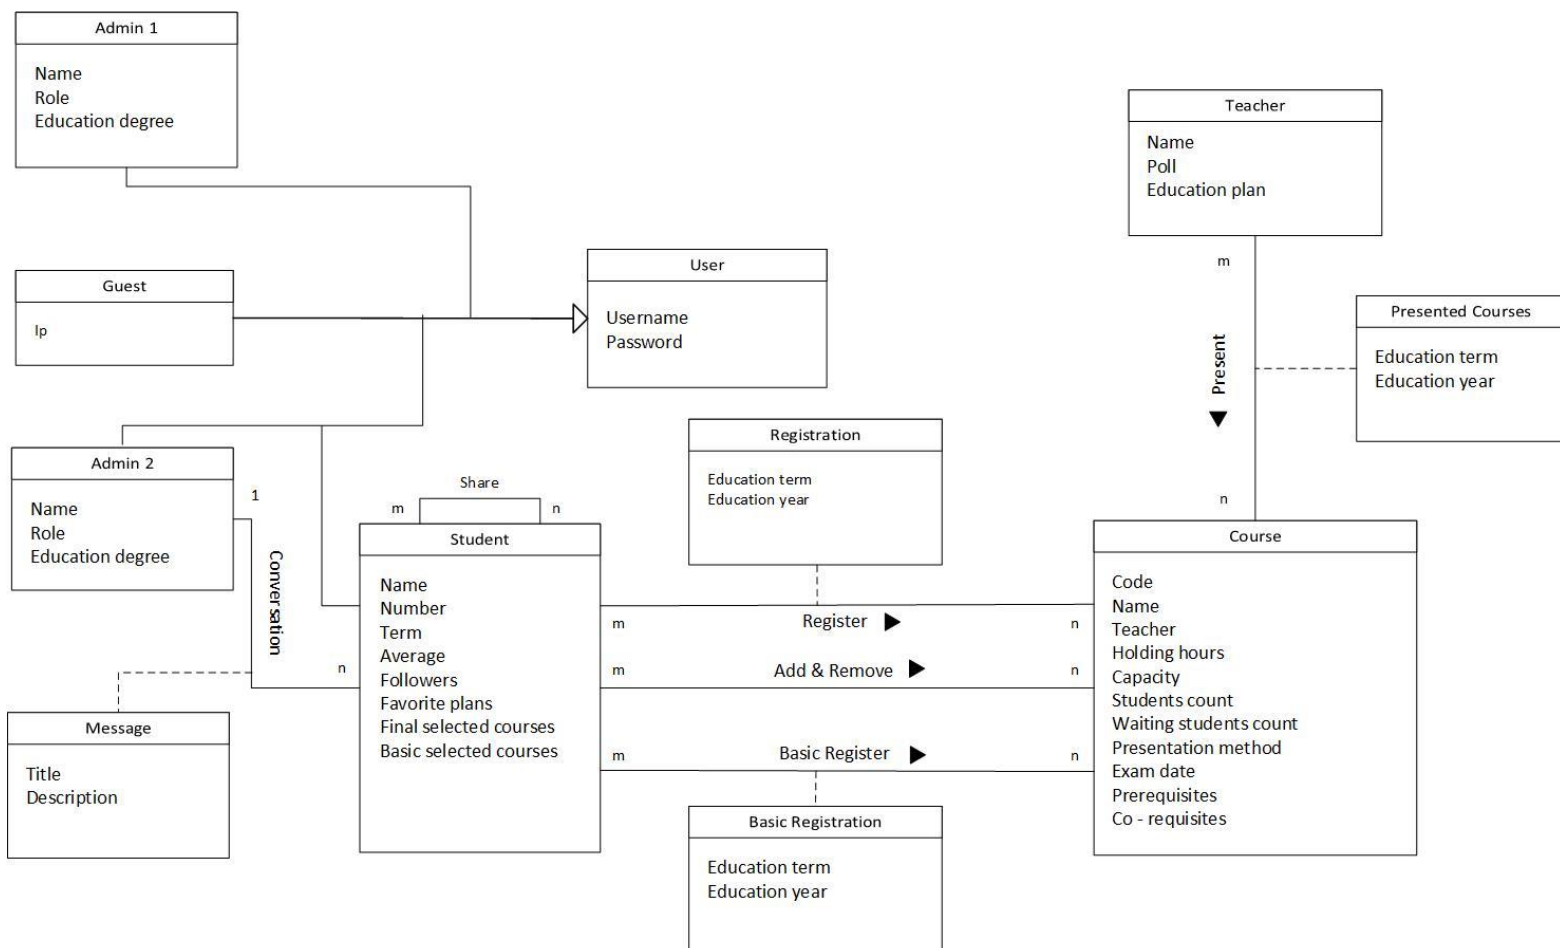 Admin 1
Name
Role
Education degree
Teacher
Name
Poll
Education plan
Guest
Ip
User
Username
Password
m
Present
n
Presented Courses
Education term
Education year
Admin 2
Name
Role
Education degree
1
Conversation
n
Share
m
n
Registration
Education term
Education year
Student
Name
Number
Term
Average
Followers
Favorite plans
Final selected courses
Basic selected courses
m
Register
n
m
Add & Remove
n
m
Basic Register
n
Course
Code
Name
Teacher
Holding hours
Capacity
Students count
Waiting students count
Presentation method
Exam date
Prerequisites
Co - requisites
Message
Title
Description
Basic Registration
Education term
Education year